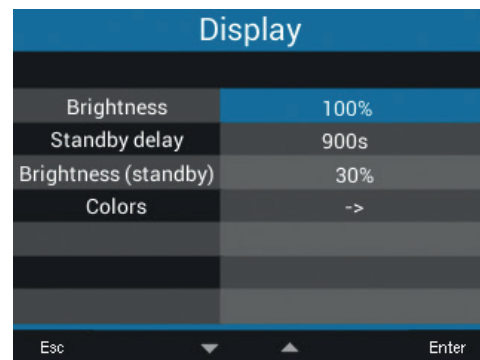 Display
Brightness 100%
Standby delay 900s
Brightness (standby) 30%
Colors ->
Esc Enter